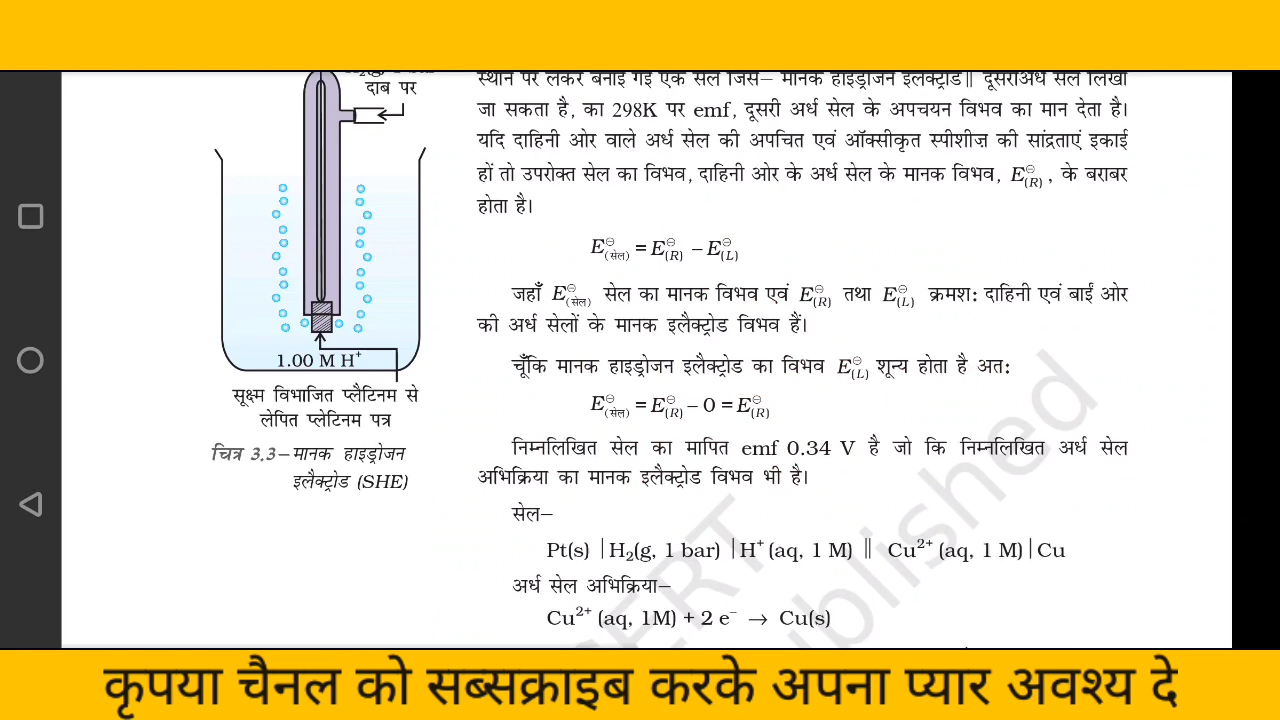 दाब पर
1.00 M H⁺
सूक्ष्म विभाजित प्लैटिनम से
लेपित प्लेटिनम पत्र
चित्र 3.3–मानक हाइड्रोजन
इलैक्ट्रोड (SHE)
स्थान पर लेकर बनाई गई एक सेल जिसे– मानक हाइड्रोजन इलेक्ट्रोड॥ दूसरीअर्ध सेल लिखा
जा सकता है, का 298K पर emf, दूसरी अर्ध सेल के अपचयन विभव का मान देता है।
यदि दाहिनी ओर वाले अर्ध सेल की अपचित एवं ऑक्सीकृत स्पीशीज़ की सांद्रताएं इकाई
हों तो उपरोक्त सेल का विभव, दाहिनी ओर के अर्ध सेल के मानक विभव, E⊖(R), के बराबर
होता है।
E⊖(सेल) = E⊖(R) – E⊖(L)
जहाँ E⊖(सेल) सेल का मानक विभव एवं E⊖(R) तथा E⊖(L) क्रमश: दाहिनी एवं बाईं ओर
की अर्ध सेलों के मानक इलैक्ट्रोड विभव हैं।
चूँकि मानक हाइड्रोजन इलैक्ट्रोड का विभव E⊖(L) शून्य होता है अत:
E⊖(सेल) = E⊖(R) – 0 = E⊖(R)
निम्नलिखित सेल का मापित emf 0.34 V है जो कि निम्नलिखित अर्ध सेल
अभिक्रिया का मानक इलैक्ट्रोड विभव भी है।
सेल–
Pt(s) |H₂(g, 1 bar) |H⁺ (aq, 1 M) ‖ Cu²⁺ (aq, 1 M)|Cu
अर्ध सेल अभिक्रिया–
Cu²⁺ (aq, 1M) + 2 e⁻ → Cu(s)
कृपया चैनल को सब्सक्राइब करके अपना प्यार अवश्य दे